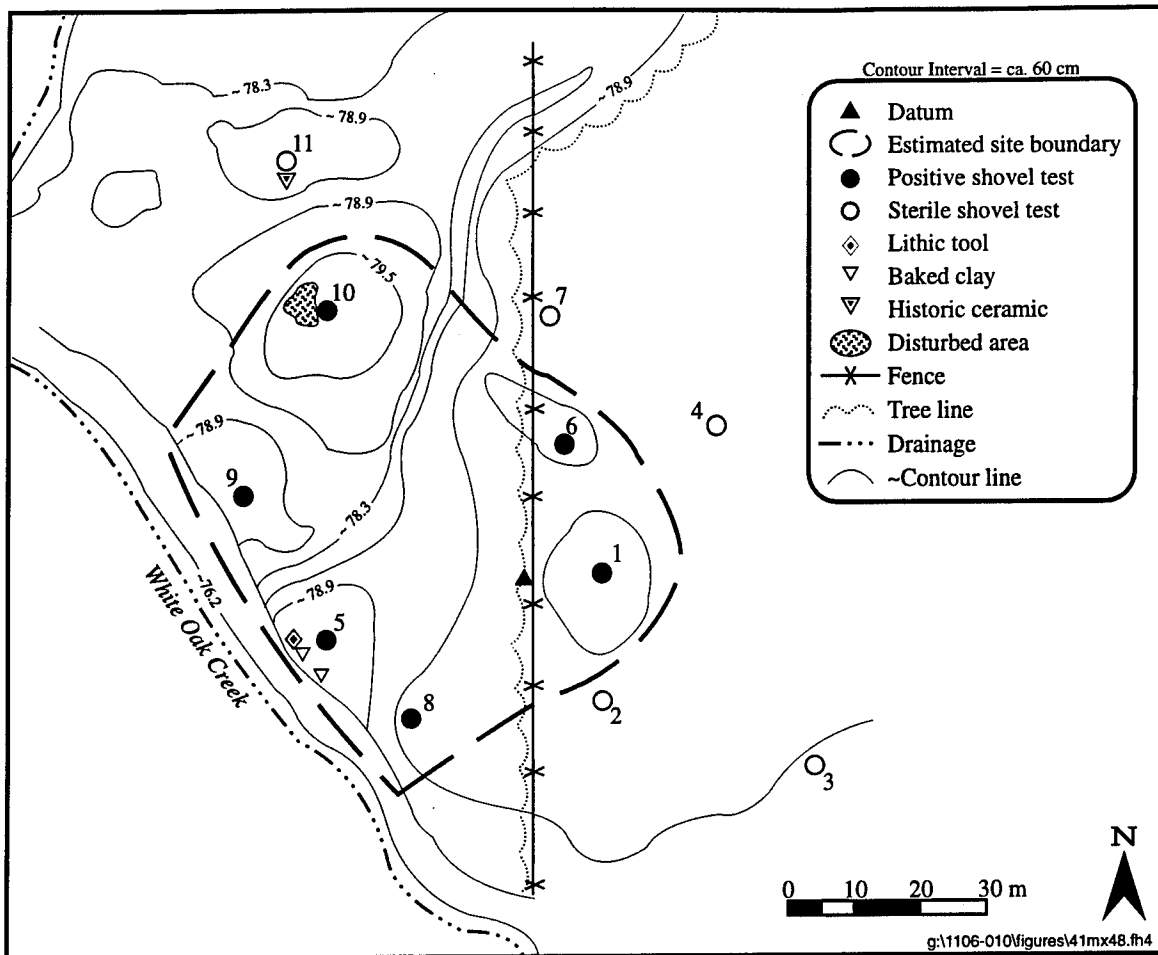 Contour Interval = ca. 60 cm
Datum
Estimated site boundary
Positive shovel test
Sterile shovel test
Lithic tool
Baked clay
Historic ceramic
Disturbed area
Fence
Tree line
Drainage
~Contour line
~ 78.3
~ 78.9
~ 78.9
11
~ 78.9
~ 79.5
10
7
4
6
~ 78.9
9
~ 78.3
1
~ 78.9
5
~76.2
White Oak Creek
8
2
3
N
0 10 20 30 m
g:\1106-010\figures\41mx48.fh4